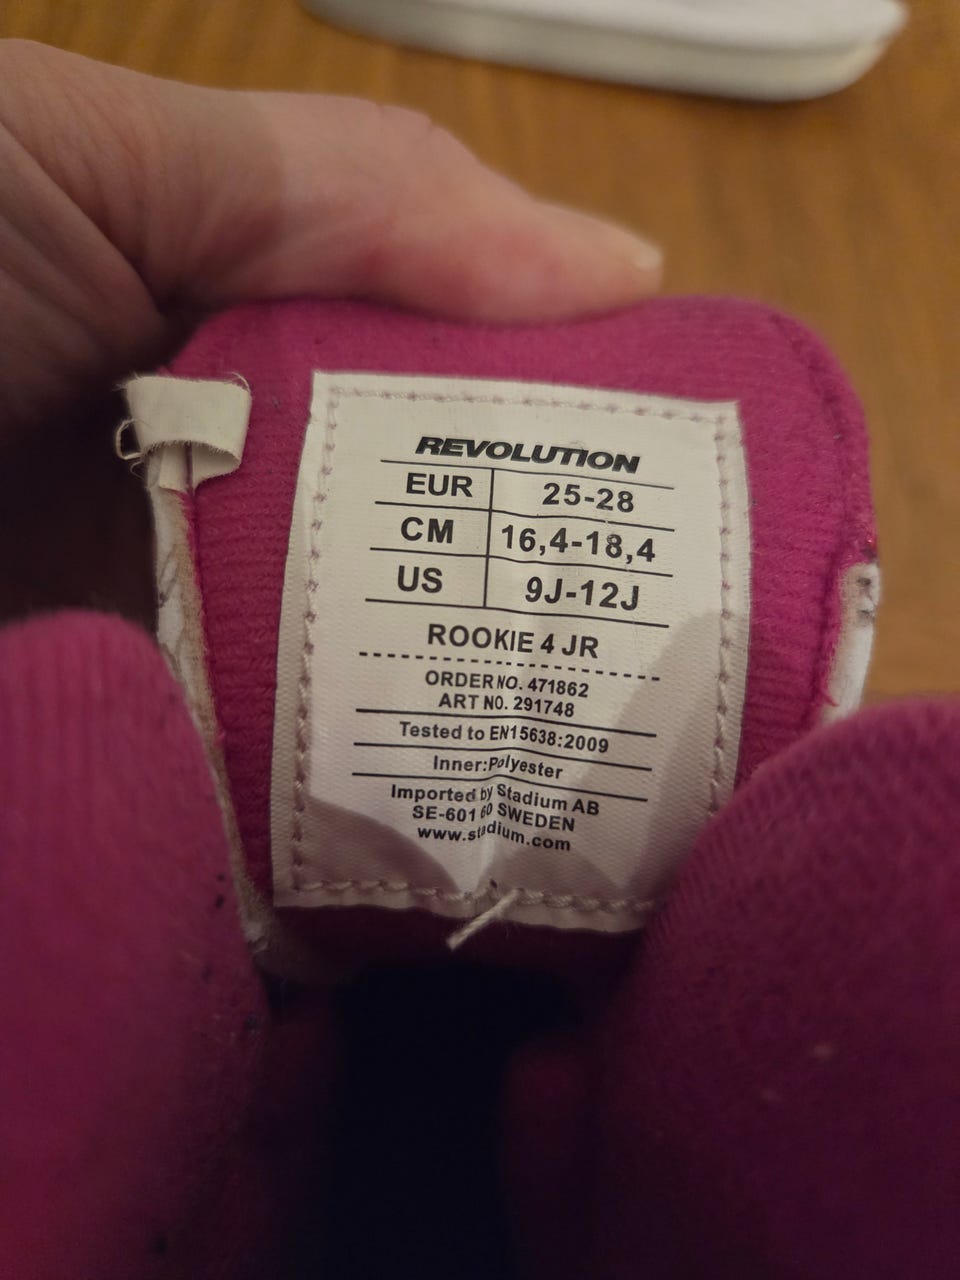 REVOLUTION
EUR 25-28
CM 16,4-18,4
US 9J-12J
ROOKIE 4 JR
ORDER NO. 471862
ART NO. 291748
Tested to EN15638:2009
Inner:Polyester
Imported by Stadium AB
SE-601 60 SWEDEN
www.stadium.com